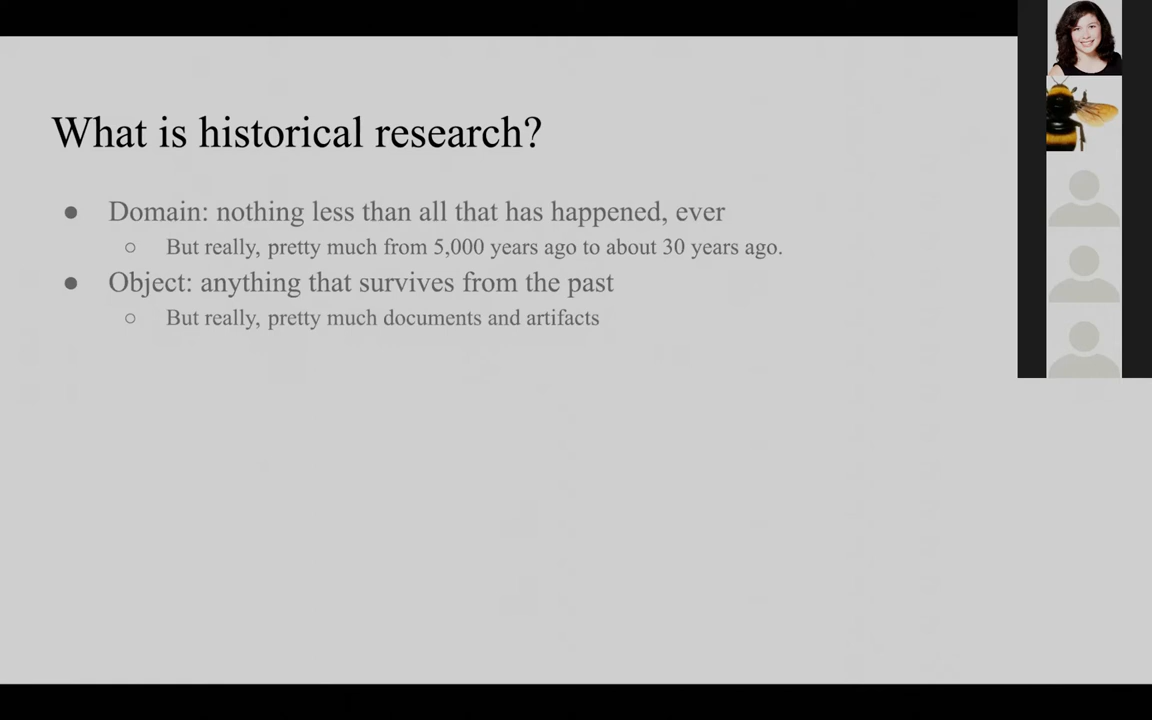 What is historical research?
● Domain: nothing less than all that has happened, ever
○ But really, pretty much from 5,000 years ago to about 30 years ago.
● Object: anything that survives from the past
○ But really, pretty much documents and artifacts